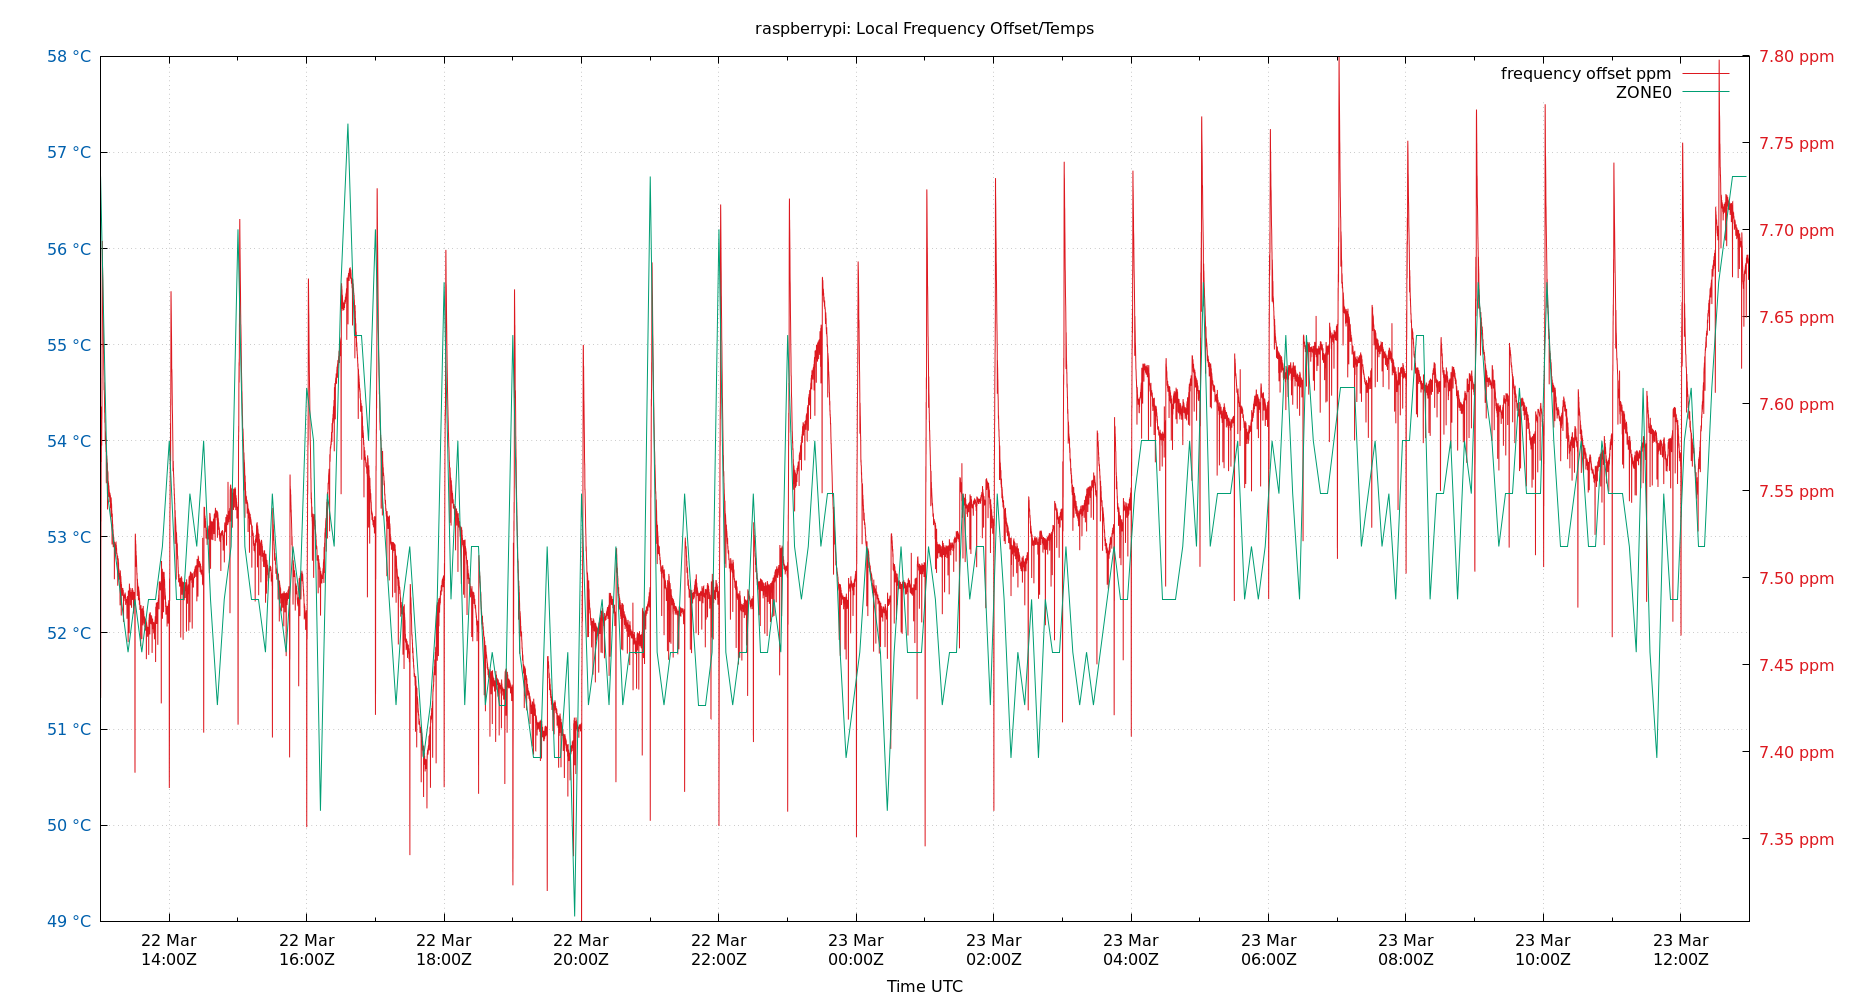 raspberrypi: Local Frequency Offset/Temps
58 °C
57 °C
56 °C
55 °C
54 °C
53 °C
52 °C
51 °C
50 °C
49 °C
7.80 ppm
7.75 ppm
7.70 ppm
7.65 ppm
7.60 ppm
7.55 ppm
7.50 ppm
7.45 ppm
7.40 ppm
7.35 ppm
frequency offset ppm
ZONE0
22 Mar
14:00Z
22 Mar
16:00Z
22 Mar
18:00Z
22 Mar
20:00Z
22 Mar
22:00Z
23 Mar
00:00Z
23 Mar
02:00Z
23 Mar
04:00Z
23 Mar
06:00Z
23 Mar
08:00Z
23 Mar
10:00Z
23 Mar
12:00Z
Time UTC